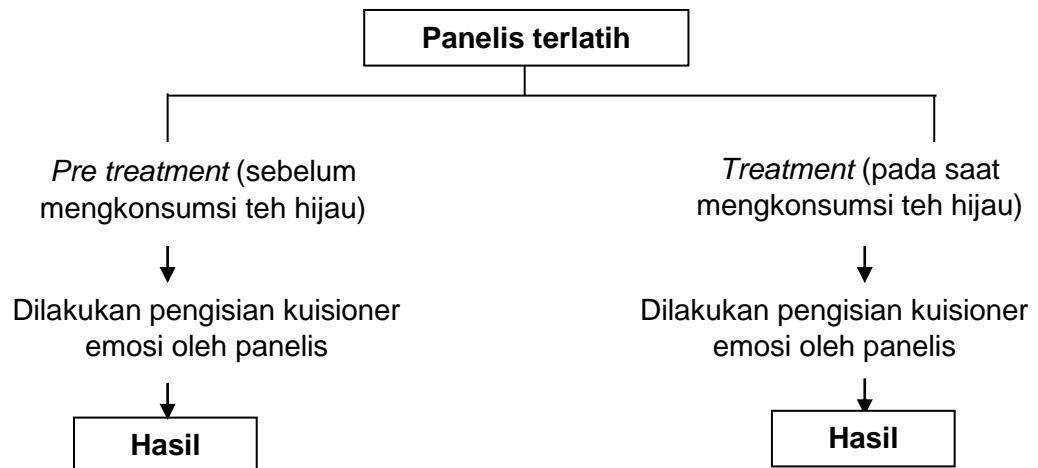 Panelis terlatih
Pre treatment (sebelum
mengkonsumsi teh hijau)
Dilakukan pengisian kuisioner
emosi oleh panelis
Hasil
Treatment (pada saat
mengkonsumsi teh hijau)
Dilakukan pengisian kuisioner
emosi oleh panelis
Hasil